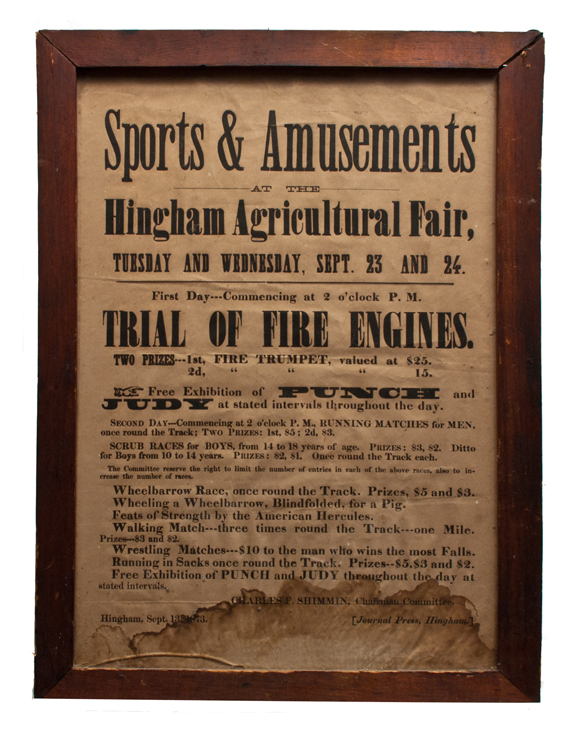 Sports & Amusements
AT THE
Hingham Agricultural Fair,
TUESDAY AND WEDNESDAY, SEPT. 23 AND 24.
First Day---Commencing at 2 o'clock P. M.
TRIAL OF FIRE ENGINES.
TWO PRIZES---1st, FIRE TRUMPET, valued at $25.
2d, " " " 15.
☞ Free Exhibition of PUNCH and
JUDY at stated intervals throughout the day.
SECOND DAY--Commencing at 2 o'clock P. M., RUNNING MATCHES for MEN,
once round the Track; TWO PRIZES: 1st, $5; 2d, $3.
SCRUB RACES for BOYS, from 14 to 18 years of age. PRIZES: $3, $2. Ditto
for Boys from 10 to 14 years. PRIZES: $2, $1. Once round the Track each.
The Committee reserve the right to limit the number of entries in each of the above races, also to in-
crease the number of races.
Wheelbarrow Race, once round the Track. Prizes, $5 and $3.
Wheeling a Wheelbarrow, Blindfolded, for a Pig.
Feats of Strength by the American Hercules.
Walking Match---three times round the Track---one Mile.
Prizes--$3 and $2.
Wrestling Matches---$10 to the man who wins the most Falls.
Running in Sacks once round the Track. Prizes--$5, $3 and $2.
Free Exhibition of PUNCH and JUDY throughout the day at
stated intervals.
CHARLES P. SHIMMIN, Chairman Committee.
Hingham, Sept. 13,
[Journal Press, Hingham.]